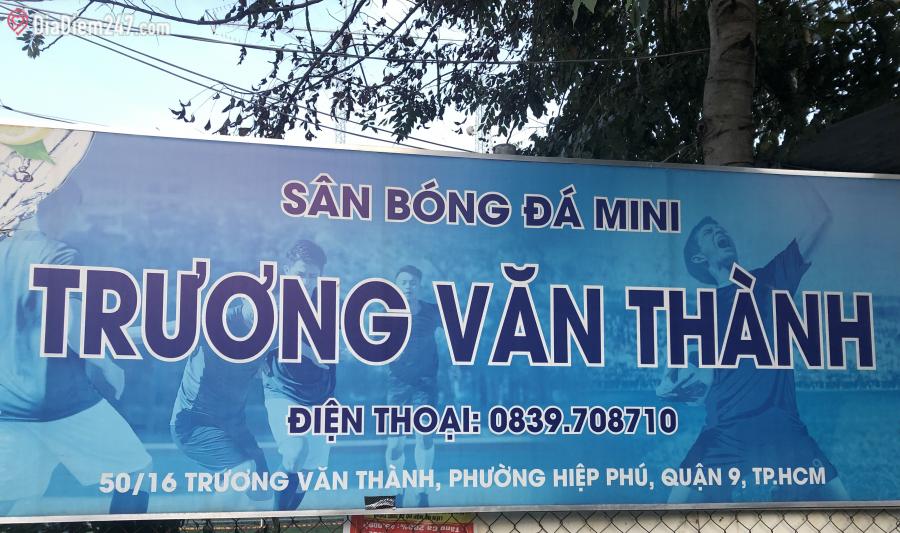 DiaDiem247.com
SÂN BÓNG ĐÁ MINI
TRƯƠNG VĂN THÀNH
ĐIỆN THOẠI: 0839.708710
50/16 TRƯƠNG VĂN THÀNH, PHƯỜNG HIỆP PHÚ, QUẬN 9, TP.HCM